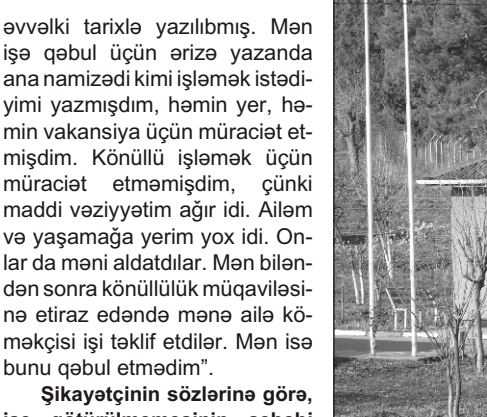 əvvəlki tarixlə yazılıbmış. Mən
işə qəbul üçün ərizə yazanda
ana namizədi kimi işləmək istədi-
yimi yazmışdım, həmin yer, hə-
min vakansiya üçün müraciət et-
mişdim. Könüllü işləmək üçün
müraciət etməmişdim, çünki
maddi vəziyyətim ağır idi. Ailəm
və yaşamağa yerim yox idi. On-
lar da məni aldatdılar. Mən bilən-
dən sonra könüllülük müqaviləsi-
nə etiraz edəndə mənə ailə kö-
məkçisi işi təklif etdilər. Mən isə
bunu qəbul etmədim”.
Şikayətçinin sözlərinə görə,
işə götürülməməsinin səbəbi